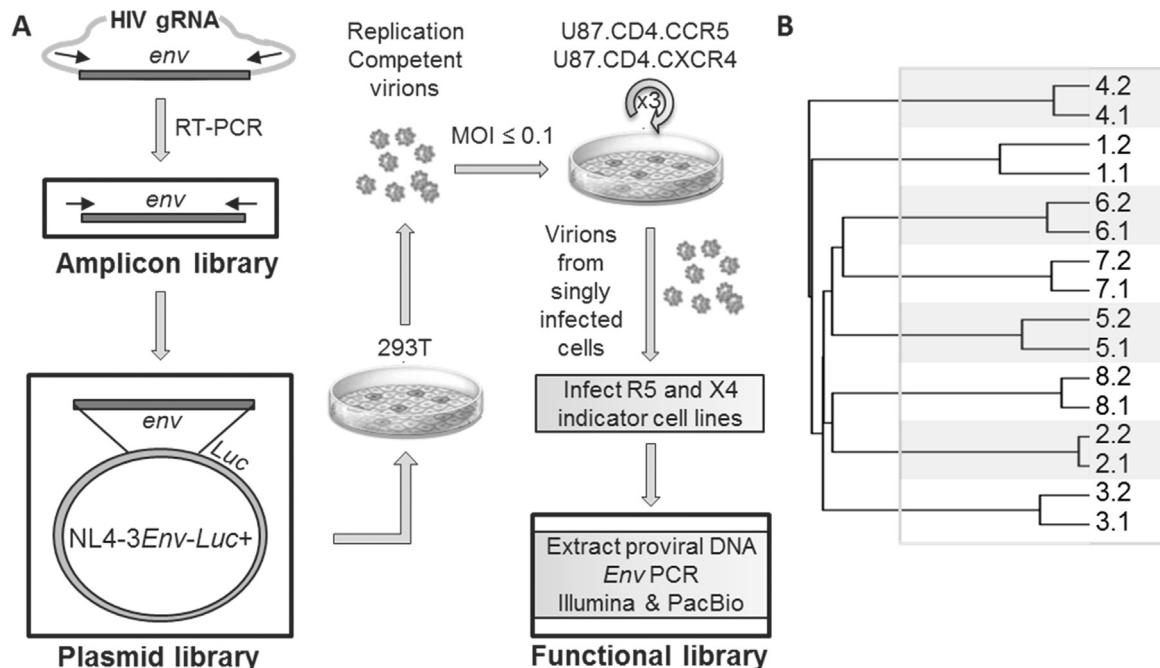 A
HIV gRNA
env
RT-PCR
env
Amplicon library
env
Luc
NL4-3Env-Luc+
Plasmid library
293T
Replication
Competent
virions
MOI ≤ 0.1
U87.CD4.CCR5
U87.CD4.CXCR4
x3
Virions
from
singly
infected
cells
Infect R5 and X4
indicator cell lines
Extract proviral DNA
Env PCR
Illumina & PacBio
Functional library
B
4.2
4.1
1.2
1.1
6.2
6.1
7.2
7.1
5.2
5.1
8.2
8.1
2.2
2.1
3.2
3.1